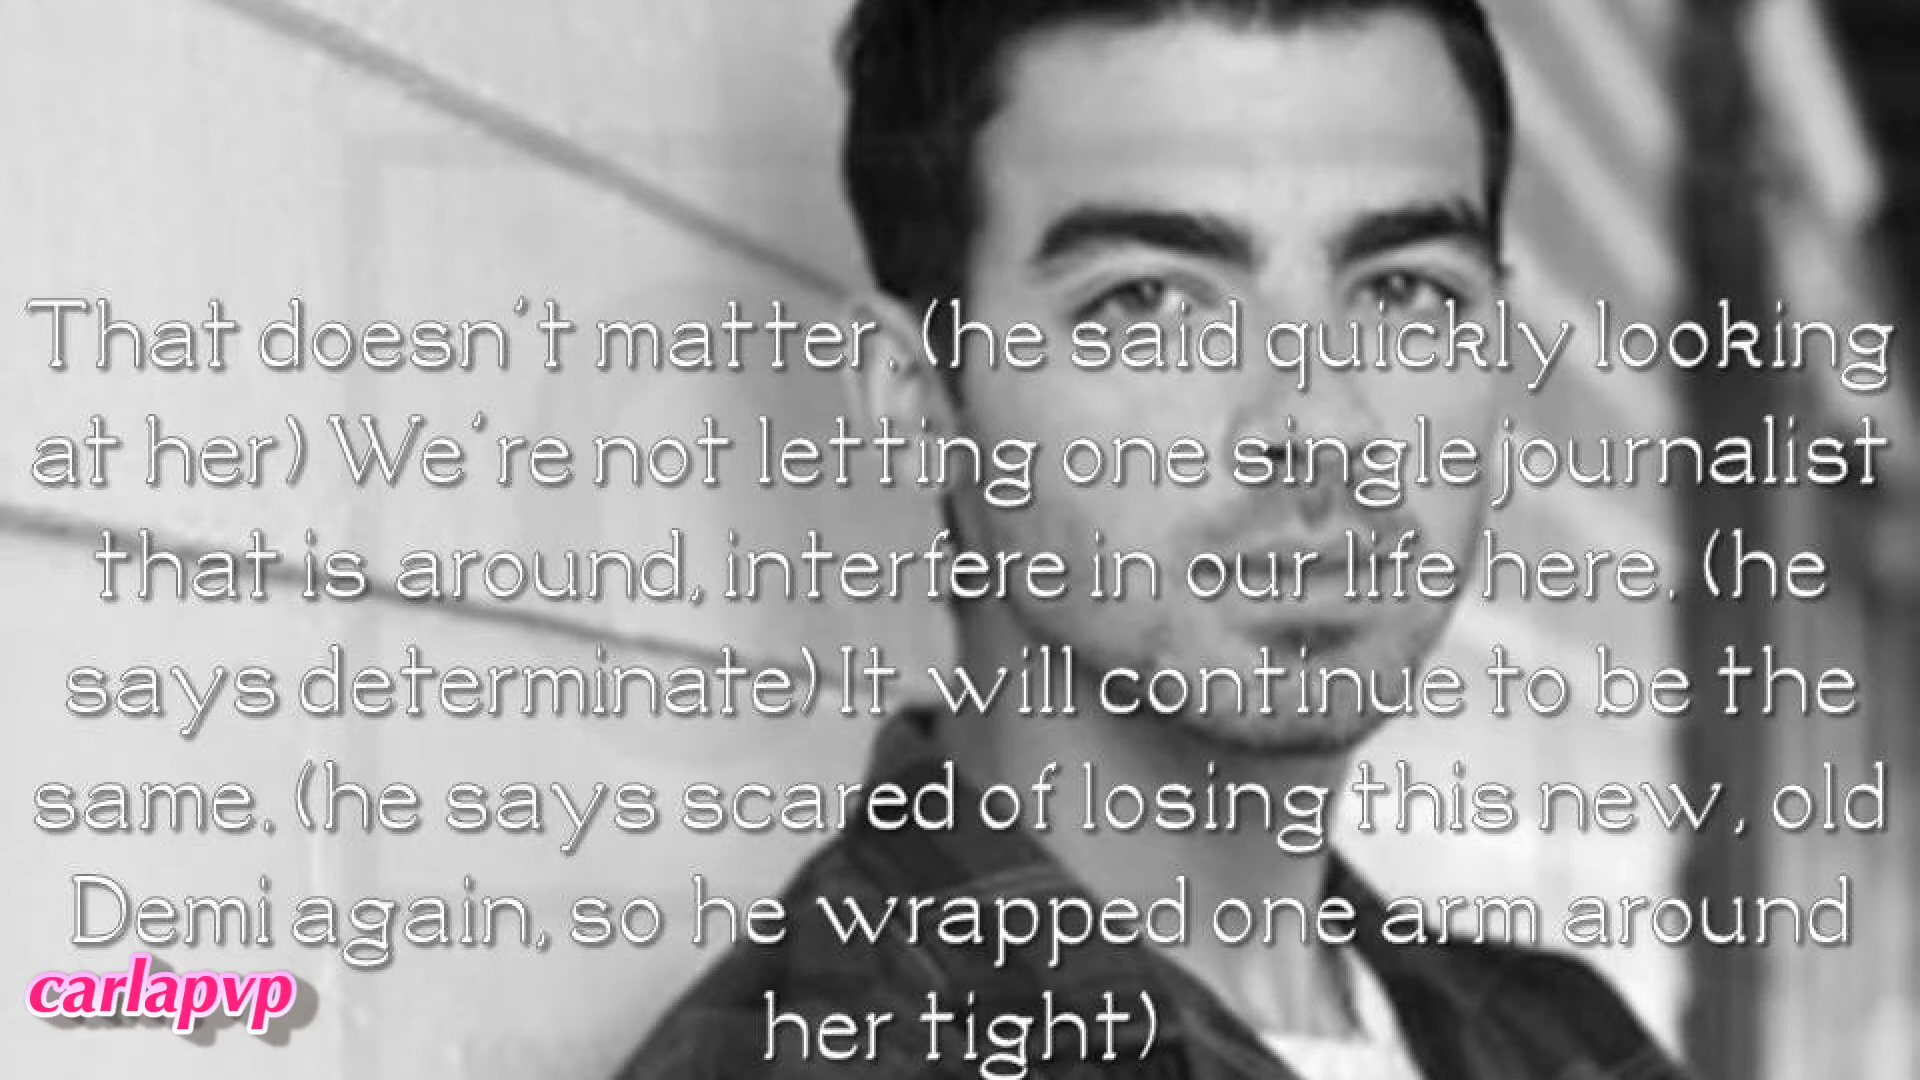 That doesn't matter. (he said quickly looking
at her) We're not letting one single journalist
that is around, interfere in our life here. (he
says determinate) It will continue to be the
same. (he says scared of losing this new, old
Demi again, so he wrapped one arm around
her tight)
carlapvp